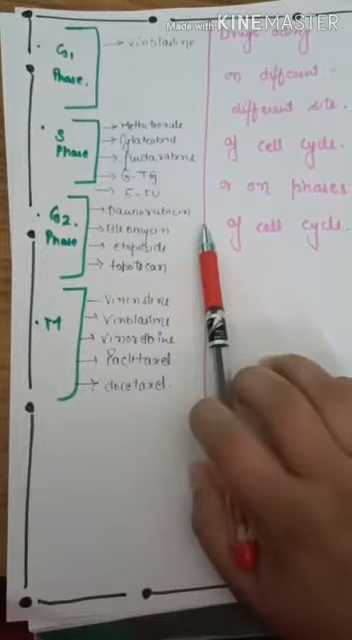 Made with KINEMASTER
G1
Phase.
→ Vinblastine
S
Phase
→ Methotrexate
→ Cytarabine
→ fludarabine
→ 6-TG
→ 5-FU
G2
Phase
→ Daunorubicin
→ Bleomycin
→ etoposide
→ topotecan
M
→ Vincristine
→ Vinblastine
→ Vinorelbine
→ Paclitaxel
→ docetaxel.
Drugs acting
on different -
different site.
of cell cycle.
or on phases
of cell cycle.